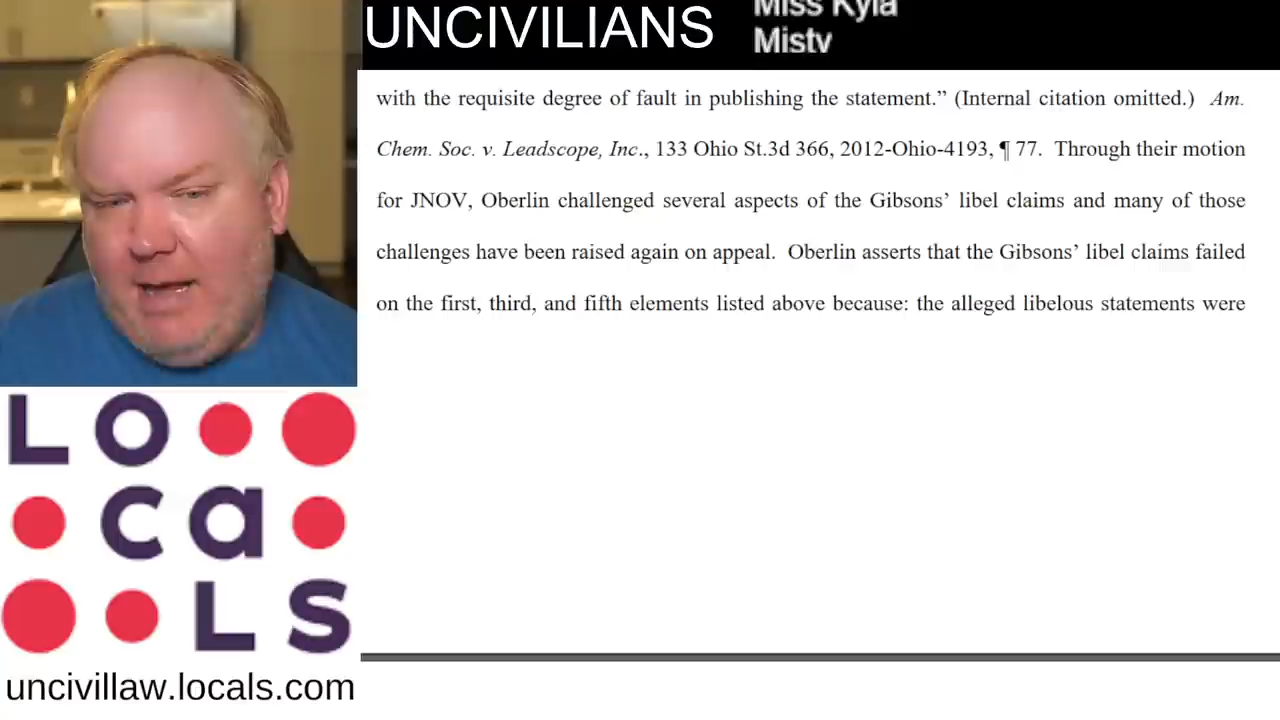 UNCIVILIANS
Miss Kyla
Misty
with the requisite degree of fault in publishing the statement.” (Internal citation omitted.) Am.
Chem. Soc. v. Leadscope, Inc., 133 Ohio St.3d 366, 2012-Ohio-4193, ¶ 77. Through their motion
for JNOV, Oberlin challenged several aspects of the Gibsons’ libel claims and many of those
challenges have been raised again on appeal. Oberlin asserts that the Gibsons’ libel claims failed
on the first, third, and fifth elements listed above because: the alleged libelous statements were
LO
ca
LS
uncivillaw.locals.com